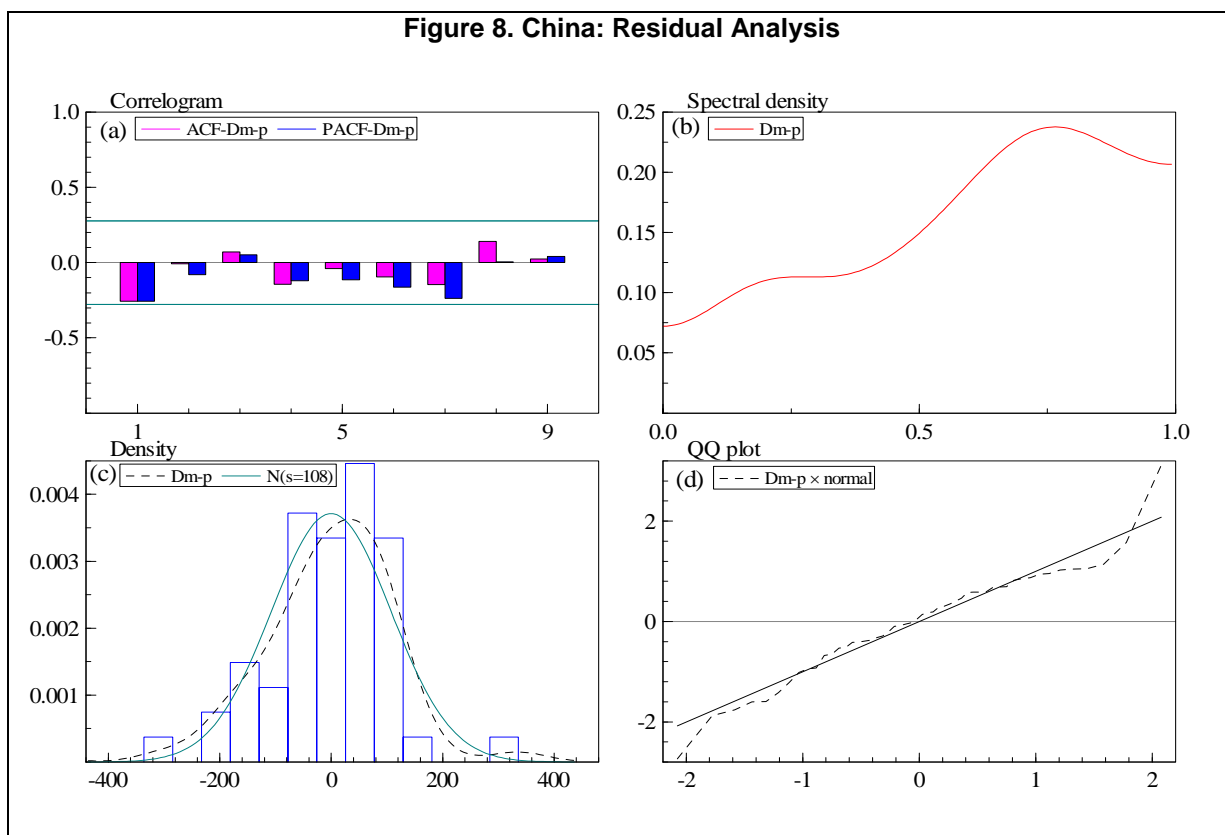 Figure 8. China: Residual Analysis
Correlogram
(a) ACF-Dm-p PACF-Dm-p
1.0
0.5
0.0
-0.5
1 5 9
Spectral density
(b) Dm-p
0.25
0.20
0.15
0.10
0.05
0.0 0.5 1.0
Density
(c) Dm-p N(s=108)
0.004
0.003
0.002
0.001
-400 -200 0 200 400
QQ plot
(d) Dm-p × normal
2
0
-2
-2 -1 0 1 2